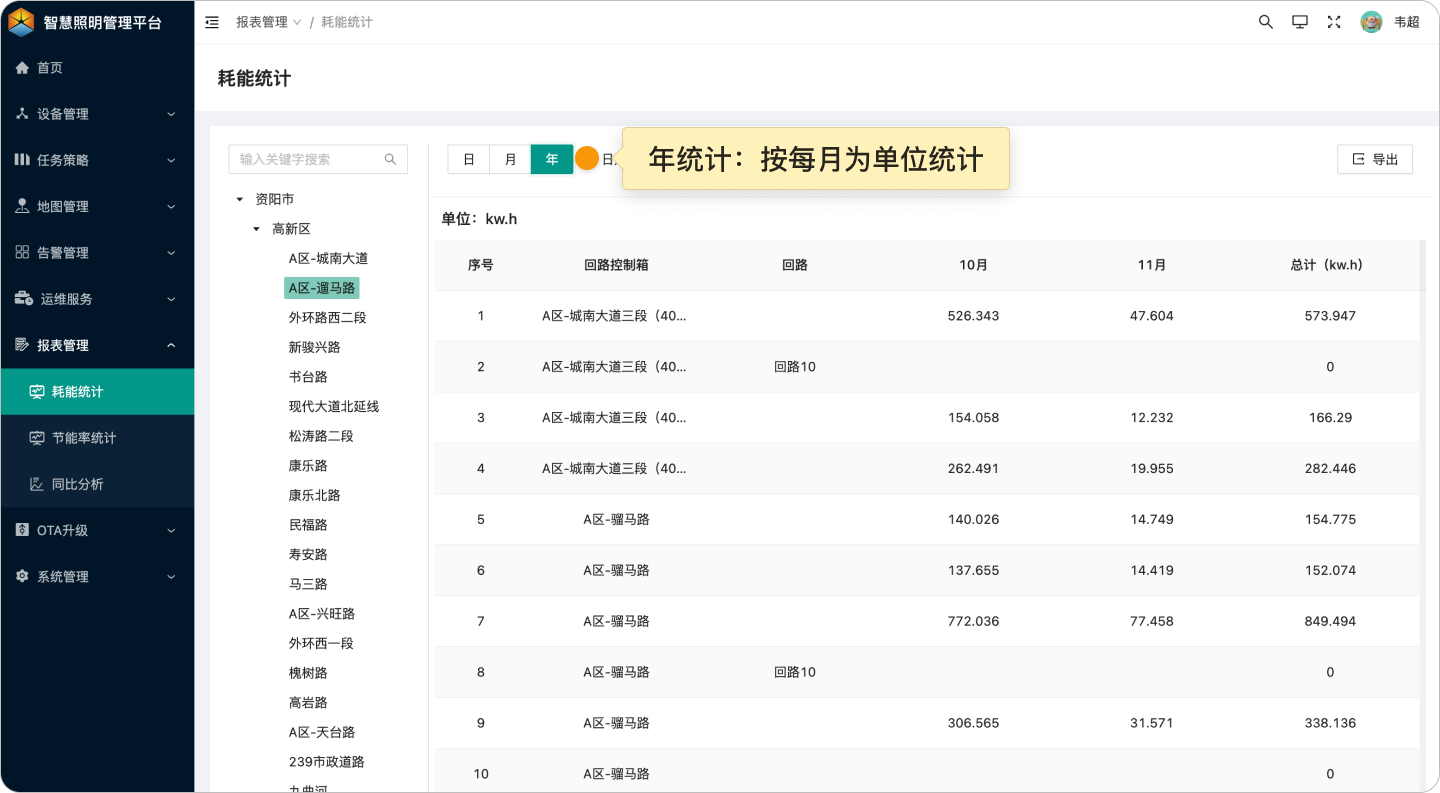 智慧照明管理平台
报表管理 / 耗能统计
韦超
首页
设备管理
任务策略
地图管理
告警管理
运维服务
报表管理
耗能统计
节能率统计
同比分析
OTA升级
系统管理
耗能统计
输入关键字搜索
资阳市
高新区
A区-城南大道
A区-遛马路
外环路西二段
新骏兴路
书台路
现代大道北延线
松涛路二段
康乐路
康乐北路
民福路
寿安路
马三路
A区-兴旺路
外环西一段
槐树路
高岩路
A区-天台路
239市政道路
九曲河
日 月 年 日
年统计：按每月为单位统计
导出
单位：kw.h
序号 回路控制箱 回路 10月 11月 总计（kw.h）
1 A区-城南大道三段（40... 526.343 47.604 573.947
2 A区-城南大道三段（40... 回路10 0
3 A区-城南大道三段（40... 154.058 12.232 166.29
4 A区-城南大道三段（40... 262.491 19.955 282.446
5 A区-骝马路 140.026 14.749 154.775
6 A区-骝马路 137.655 14.419 152.074
7 A区-骝马路 772.036 77.458 849.494
8 A区-骝马路 回路10 0
9 A区-骝马路 306.565 31.571 338.136
10 A区-骝马路 0